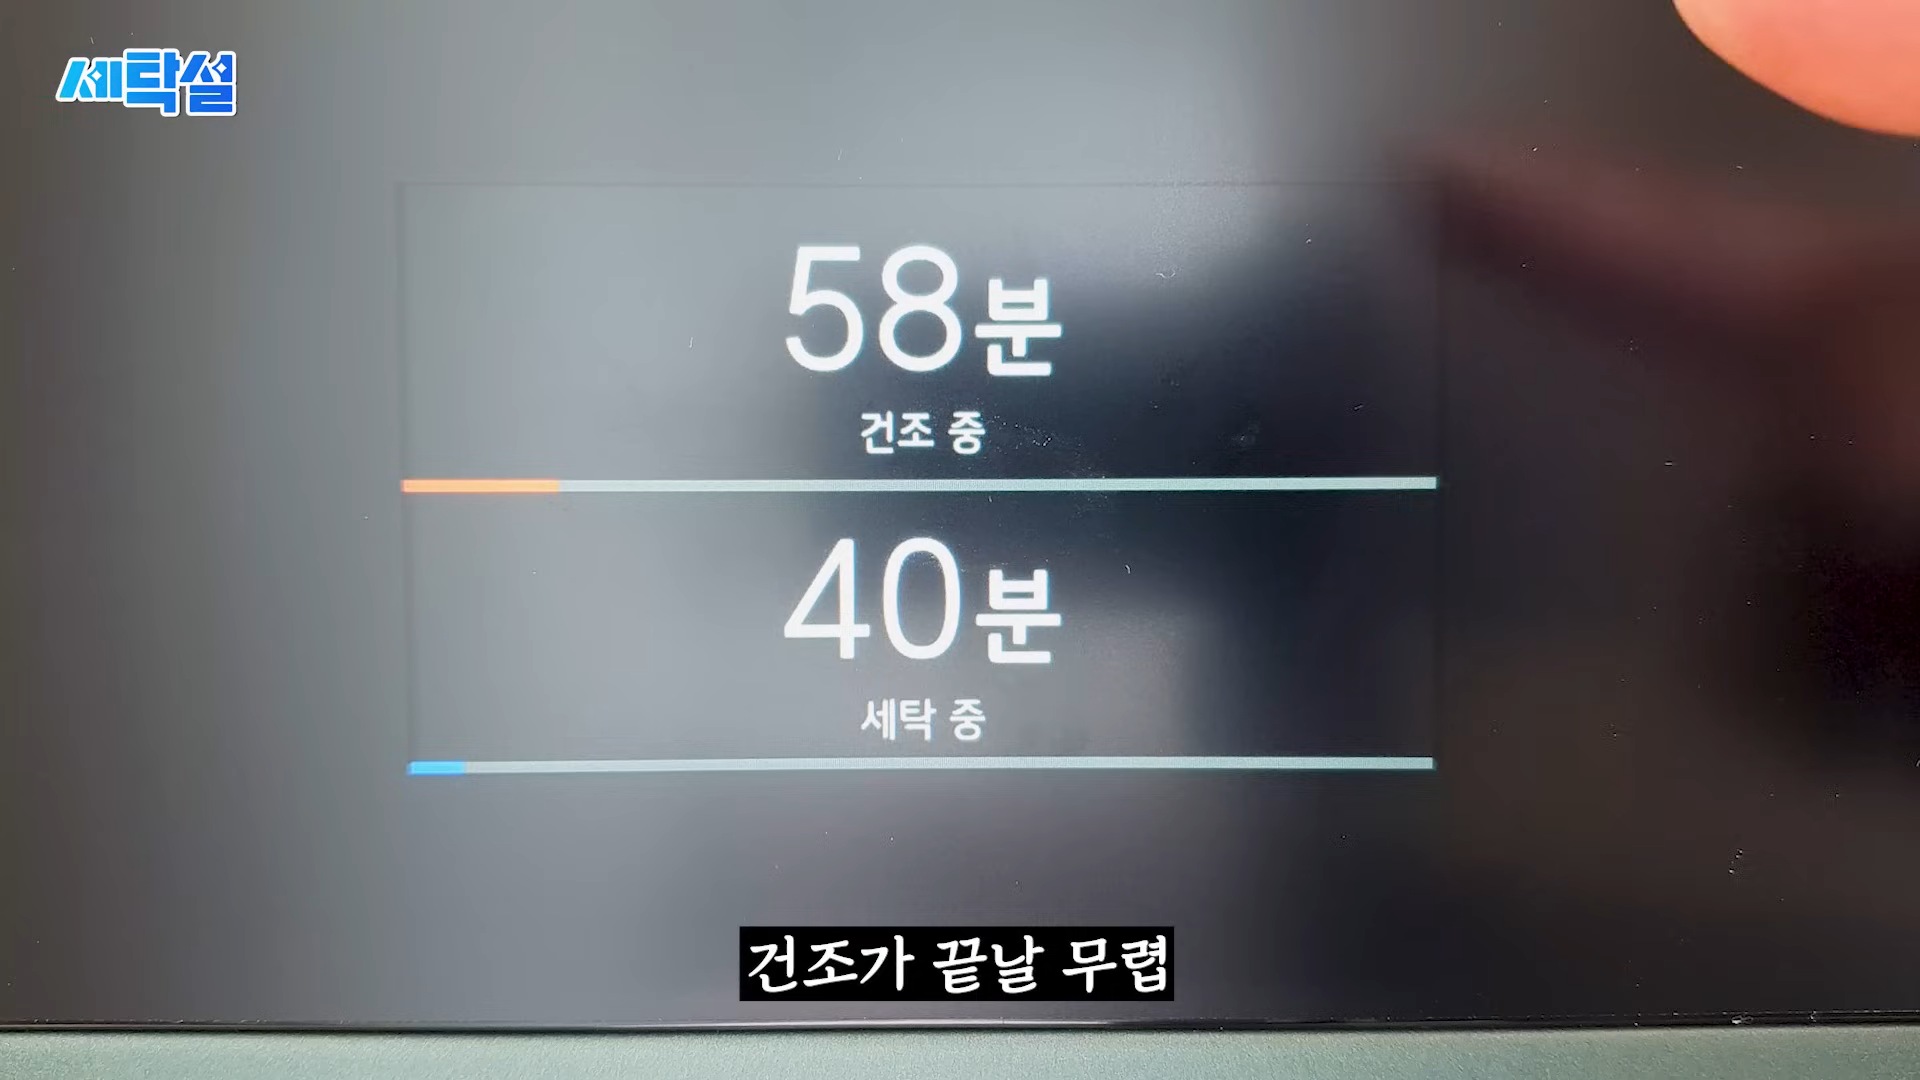 세탁설
58분
건조 중
40분
세탁 중
건조가 끝날 무렵